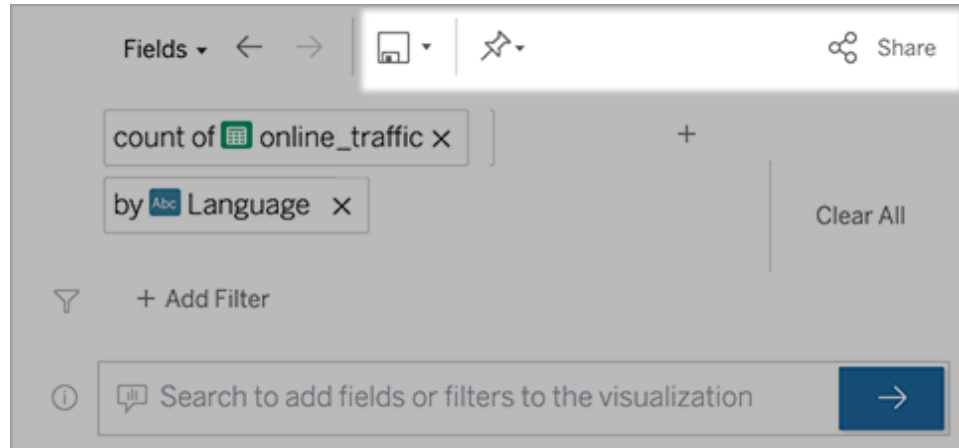 Fields
Share
count of online_traffic
by Abc Language
Clear All
+ Add Filter
Search to add fields or filters to the visualization